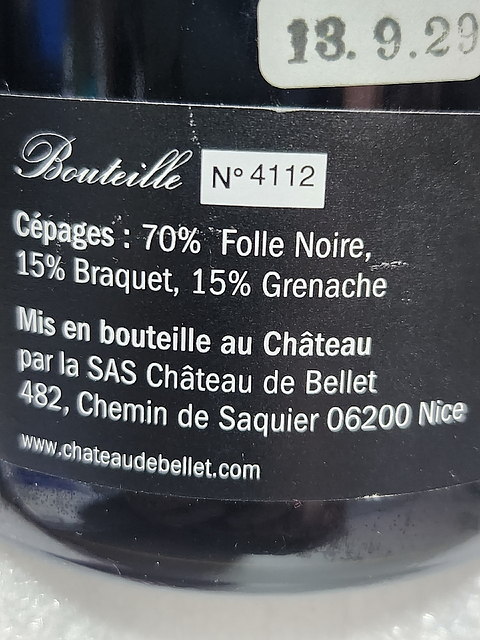 13.9.29
Bouteille N° 4112
Cépages : 70% Folle Noire,
15% Braquet, 15% Grenache
Mis en bouteille au Château
par la SAS Château de Bellet
482, Chemin de Saquier 06200 Nice
www.chateaudebellet.com